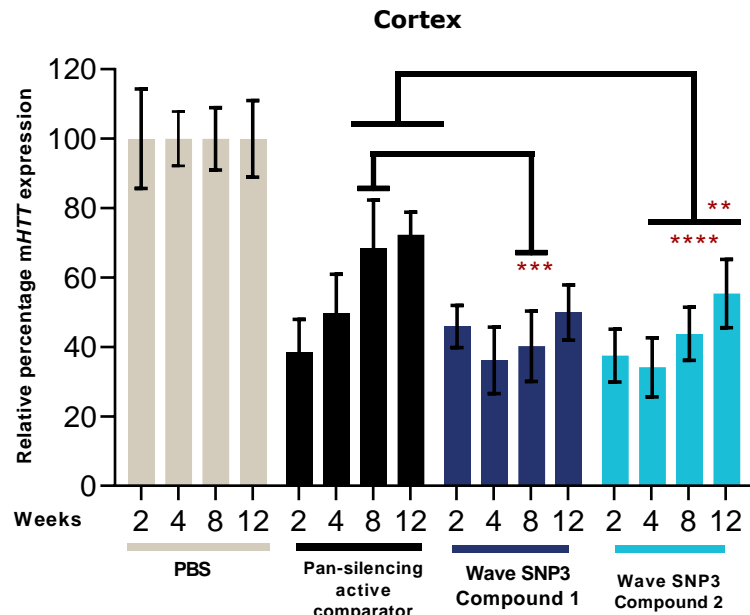 Cortex
Relative percentage mHTT expression
120
100
80
60
40
20
0
**
****
***
Weeks 2 4 8 12 2 4 8 12 2 4 8 12 2 4 8 12
PBS
Pan-silencing
active
comparator
Wave SNP3
Compound 1
Wave SNP3
Compound 2